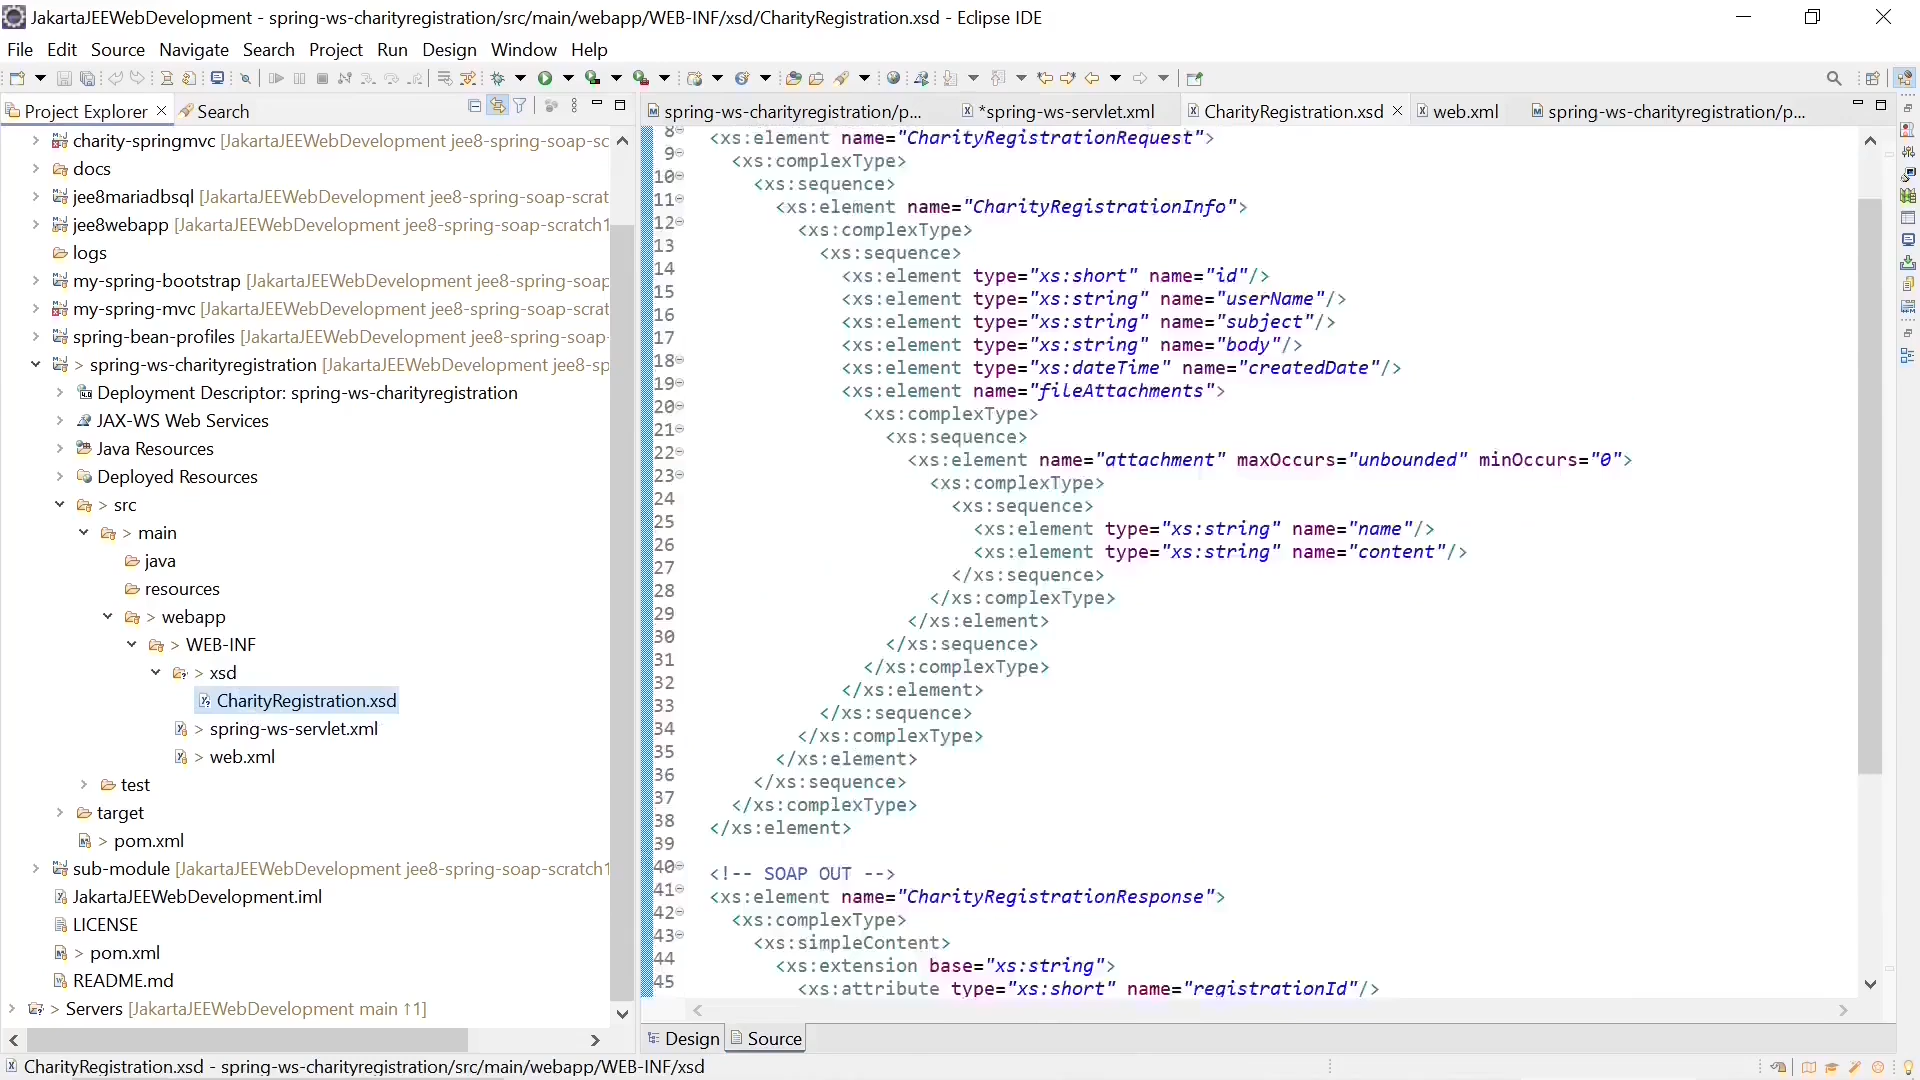 JakartaJEEWebDevelopment - spring-ws-charityregistration/src/main/webapp/WEB-INF/xsd/CharityRegistration.xsd - Eclipse IDE
File Edit Source Navigate Search Project Run Design Window Help
Project Explorer Search
charity-springmvc [JakartaJEEWebDevelopment jee8-spring-soap-sc
docs
jee8mariadbsql [JakartaJEEWebDevelopment jee8-spring-soap-scrat
jee8webapp [JakartaJEEWebDevelopment jee8-spring-soap-scratch1
logs
my-spring-bootstrap [JakartaJEEWebDevelopment jee8-spring-soap
my-spring-mvc [JakartaJEEWebDevelopment jee8-spring-soap-scrat
spring-bean-profiles [JakartaJEEWebDevelopment jee8-spring-soap-
> spring-ws-charityregistration [JakartaJEEWebDevelopment jee8-sp
Deployment Descriptor: spring-ws-charityregistration
JAX-WS Web Services
Java Resources
Deployed Resources
> src
> main
java
resources
> webapp
> WEB-INF
> xsd
CharityRegistration.xsd
> spring-ws-servlet.xml
> web.xml
test
target
> pom.xml
sub-module [JakartaJEEWebDevelopment jee8-spring-soap-scratch1
JakartaJEEWebDevelopment.iml
LICENSE
> pom.xml
README.md
> Servers [JakartaJEEWebDevelopment main ↑1]
spring-ws-charityregistration/p... *spring-ws-servlet.xml CharityRegistration.xsd web.xml spring-ws-charityregistration/p...
8 <xs:element name="CharityRegistrationRequest">
9 <xs:complexType>
10 <xs:sequence>
11 <xs:element name="CharityRegistrationInfo">
12 <xs:complexType>
13 <xs:sequence>
14 <xs:element type="xs:short" name="id"/>
15 <xs:element type="xs:string" name="userName"/>
16 <xs:element type="xs:string" name="subject"/>
17 <xs:element type="xs:string" name="body"/>
18 <xs:element type="xs:dateTime" name="createdDate"/>
19 <xs:element name="fileAttachments">
20 <xs:complexType>
21 <xs:sequence>
22 <xs:element name="attachment" maxOccurs="unbounded" minOccurs="0">
23 <xs:complexType>
24 <xs:sequence>
25 <xs:element type="xs:string" name="name"/>
26 <xs:element type="xs:string" name="content"/>
27 </xs:sequence>
28 </xs:complexType>
29 </xs:element>
30 </xs:sequence>
31 </xs:complexType>
32 </xs:element>
33 </xs:sequence>
34 </xs:complexType>
35 </xs:element>
36 </xs:sequence>
37 </xs:complexType>
38 </xs:element>
39
40 <!-- SOAP OUT -->
41 <xs:element name="CharityRegistrationResponse">
42 <xs:complexType>
43 <xs:simpleContent>
44 <xs:extension base="xs:string">
45 <xs:attribute type="xs:short" name="registrationId"/>
Design Source
CharityRegistration.xsd - spring-ws-charityregistration/src/main/webapp/WEB-INF/xsd